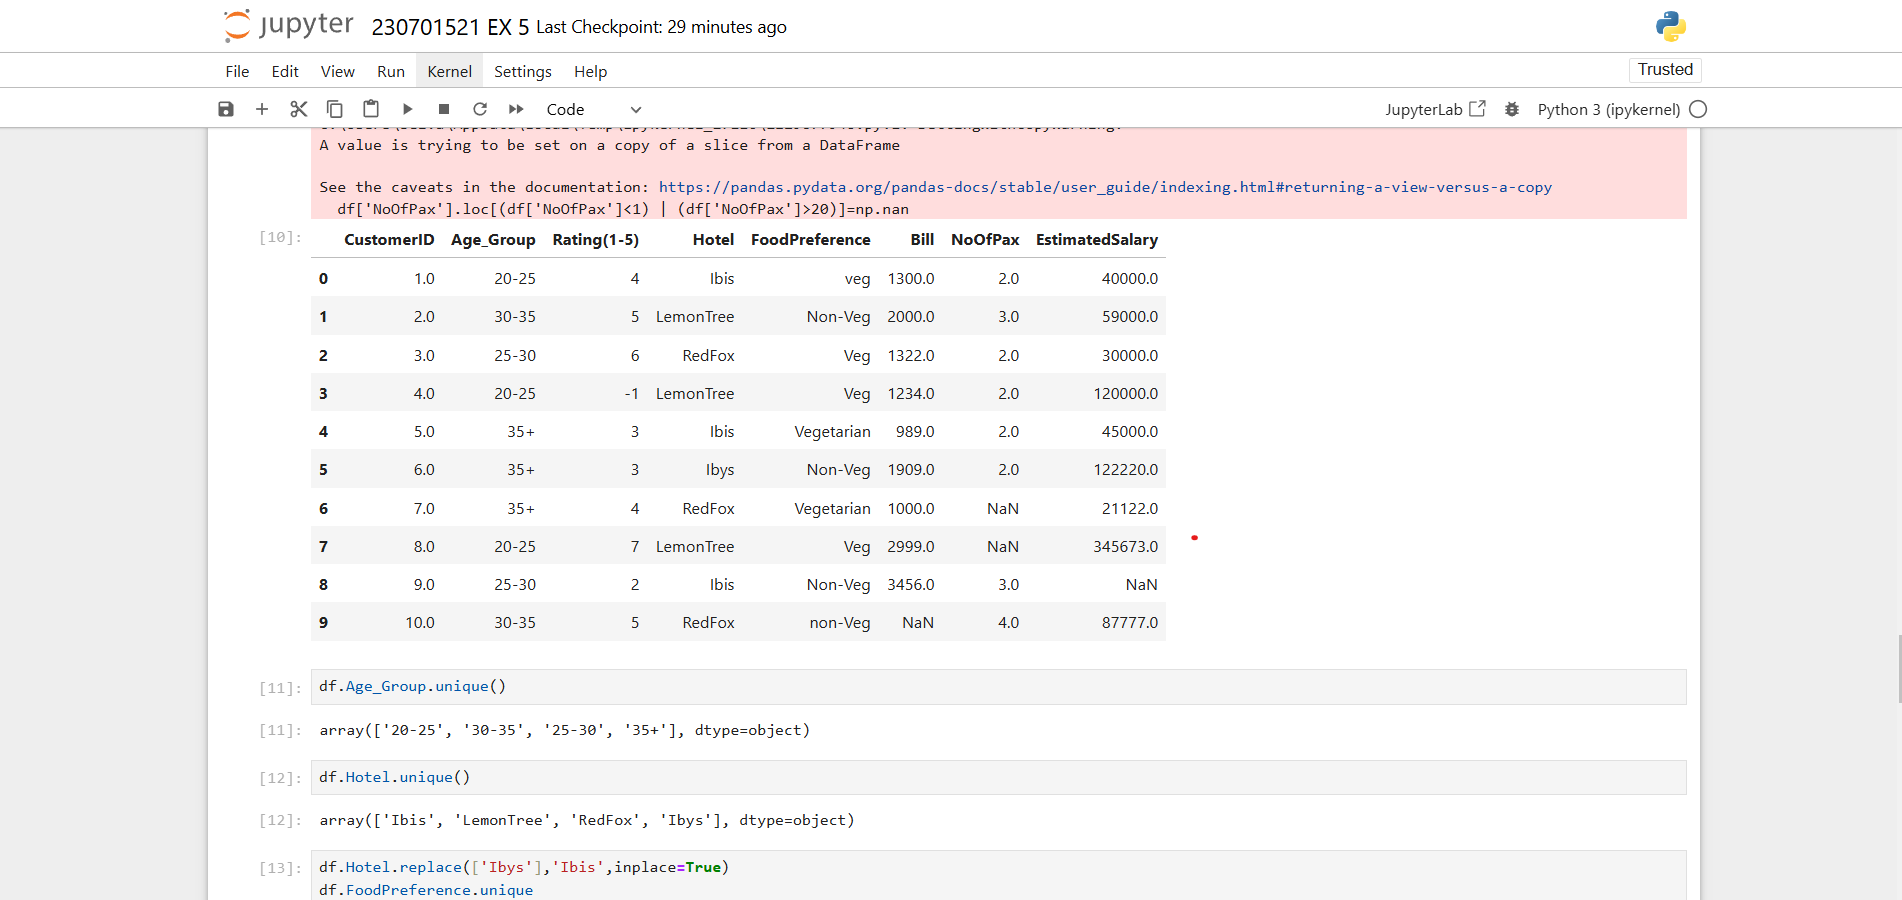 jupyter 230701521 EX 5 Last Checkpoint: 29 minutes ago
File Edit View Run Kernel Settings Help Trusted
Code JupyterLab Python 3 (ipykernel)
A value is trying to be set on a copy of a slice from a DataFrame
See the caveats in the documentation: https://pandas.pydata.org/pandas-docs/stable/user_guide/indexing.html#returning-a-view-versus-a-copy
df['NoOfPax'].loc[(df['NoOfPax']<1) | (df['NoOfPax']>20)]=np.nan
[10]: CustomerID Age_Group Rating(1-5) Hotel FoodPreference Bill NoOfPax EstimatedSalary
0 1.0 20-25 4 Ibis veg 1300.0 2.0 40000.0
1 2.0 30-35 5 LemonTree Non-Veg 2000.0 3.0 59000.0
2 3.0 25-30 6 RedFox Veg 1322.0 2.0 30000.0
3 4.0 20-25 -1 LemonTree Veg 1234.0 2.0 120000.0
4 5.0 35+ 3 Ibis Vegetarian 989.0 2.0 45000.0
5 6.0 35+ 3 Ibys Non-Veg 1909.0 2.0 122220.0
6 7.0 35+ 4 RedFox Vegetarian 1000.0 NaN 21122.0
7 8.0 20-25 7 LemonTree Veg 2999.0 NaN 345673.0
8 9.0 25-30 2 Ibis Non-Veg 3456.0 3.0 NaN
9 10.0 30-35 5 RedFox non-Veg NaN 4.0 87777.0
[11]: df.Age_Group.unique()
[11]: array(['20-25', '30-35', '25-30', '35+'], dtype=object)
[12]: df.Hotel.unique()
[12]: array(['Ibis', 'LemonTree', 'RedFox', 'Ibys'], dtype=object)
[13]: df.Hotel.replace(['Ibys'],'Ibis',inplace=True)
df.FoodPreference.unique